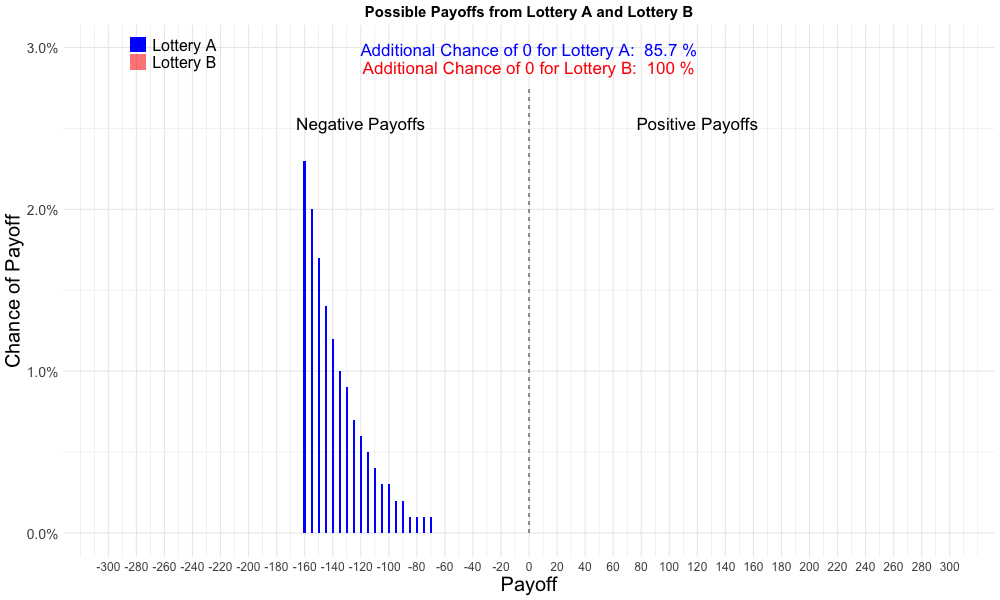 Possible Payoffs from Lottery A and Lottery B
Lottery A
Lottery B
Additional Chance of 0 for Lottery A:  85.7 %
Additional Chance of 0 for Lottery B:  100 %
Negative Payoffs
Positive Payoffs
Chance of Payoff
3.0%
2.0%
1.0%
0.0%
-300 -280 -260 -240 -220 -200 -180 -160 -140 -120 -100 -80 -60 -40 -20 0 20 40 60 80 100 120 140 160 180 200 220 240 260 280 300
Payoff